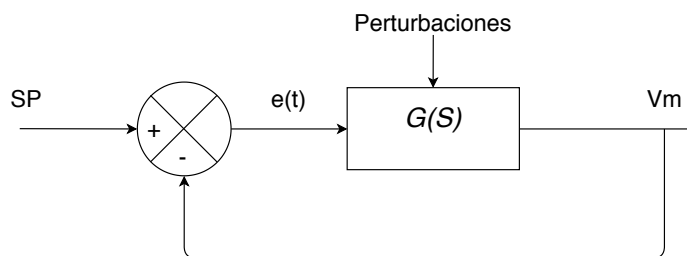 Perturbaciones
SP
e(t)
G(S)
Vm
+
-